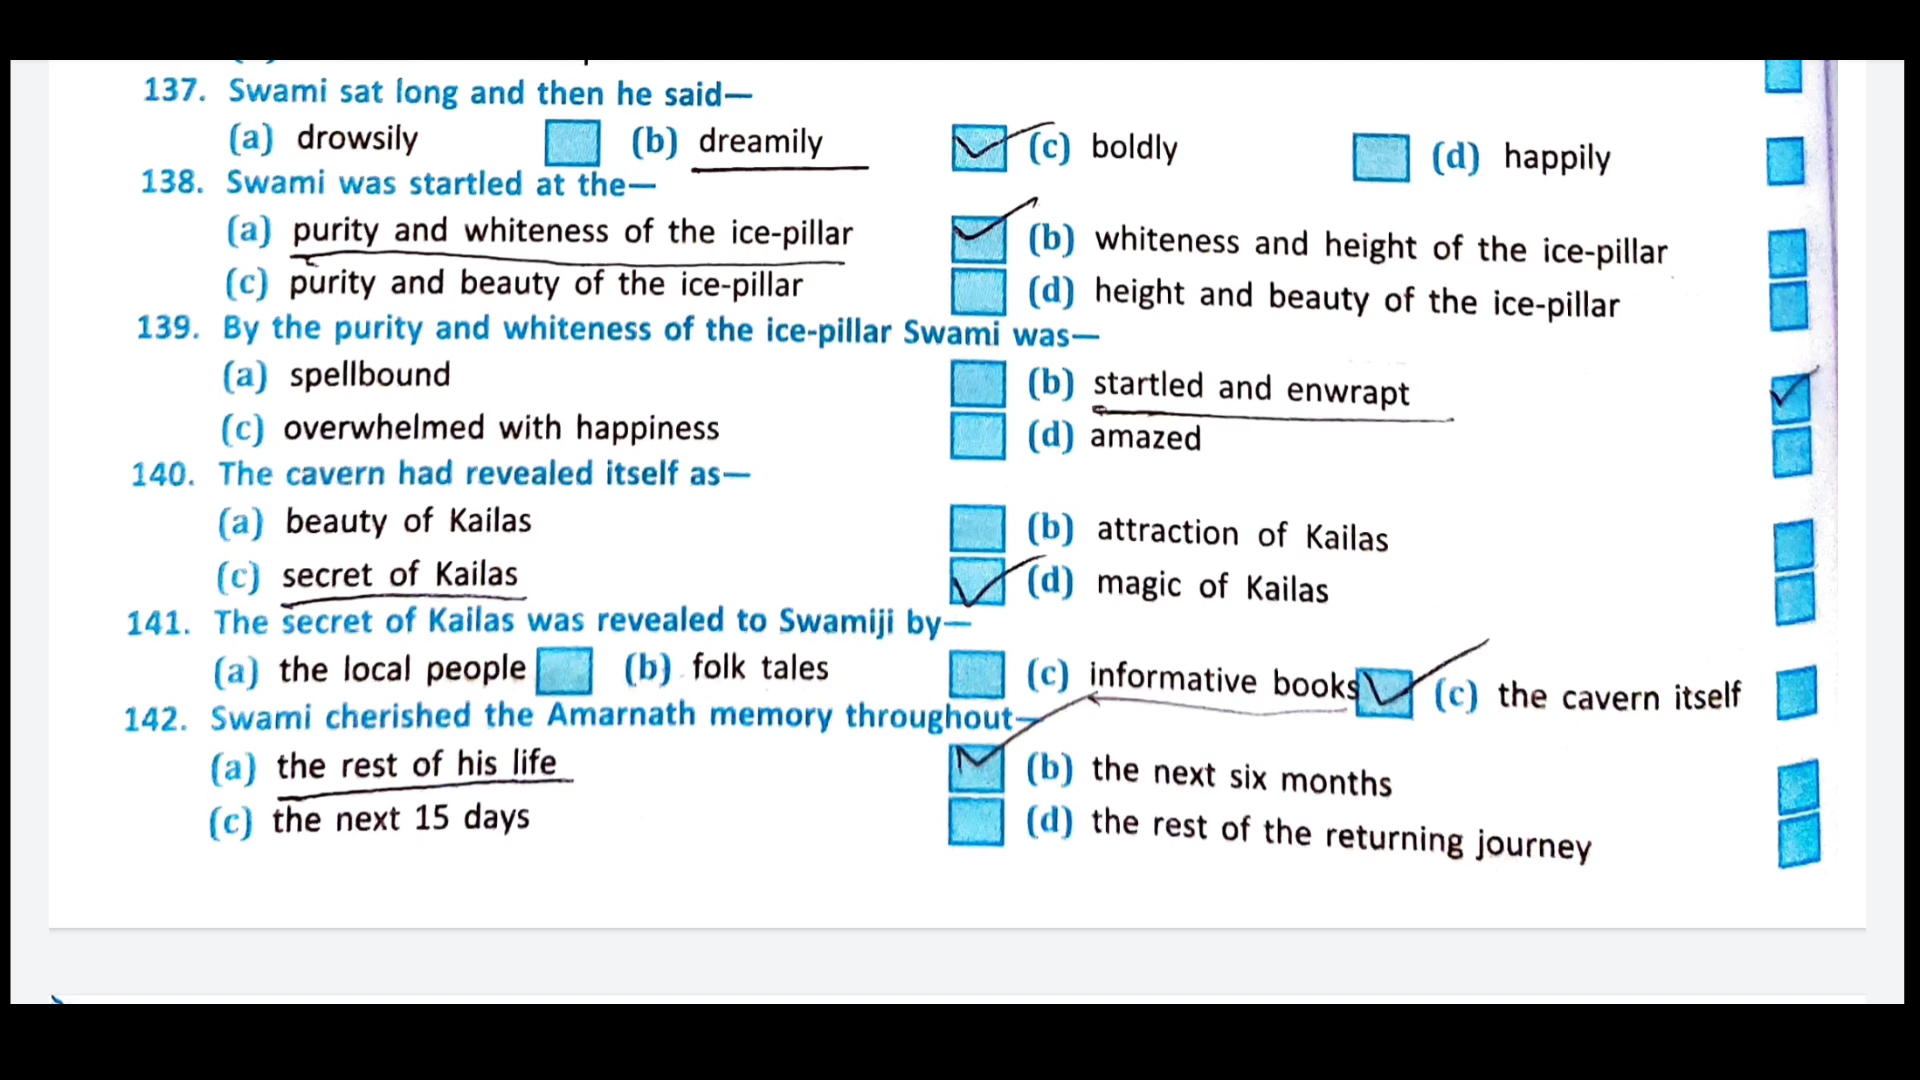 137. Swami sat long and then he said—
(a) drowsily (b) dreamily (c) boldly (d) happily
138. Swami was startled at the—
(a) purity and whiteness of the ice-pillar (b) whiteness and height of the ice-pillar
(c) purity and beauty of the ice-pillar (d) height and beauty of the ice-pillar
139. By the purity and whiteness of the ice-pillar Swami was—
(a) spellbound (b) startled and enwrapt
(c) overwhelmed with happiness (d) amazed
140. The cavern had revealed itself as—
(a) beauty of Kailas (b) attraction of Kailas
(c) secret of Kailas (d) magic of Kailas
141. The secret of Kailas was revealed to Swamiji by—
(a) the local people (b) folk tales (c) informative books (c) the cavern itself
142. Swami cherished the Amarnath memory throughout—
(a) the rest of his life (b) the next six months
(c) the next 15 days (d) the rest of the returning journey